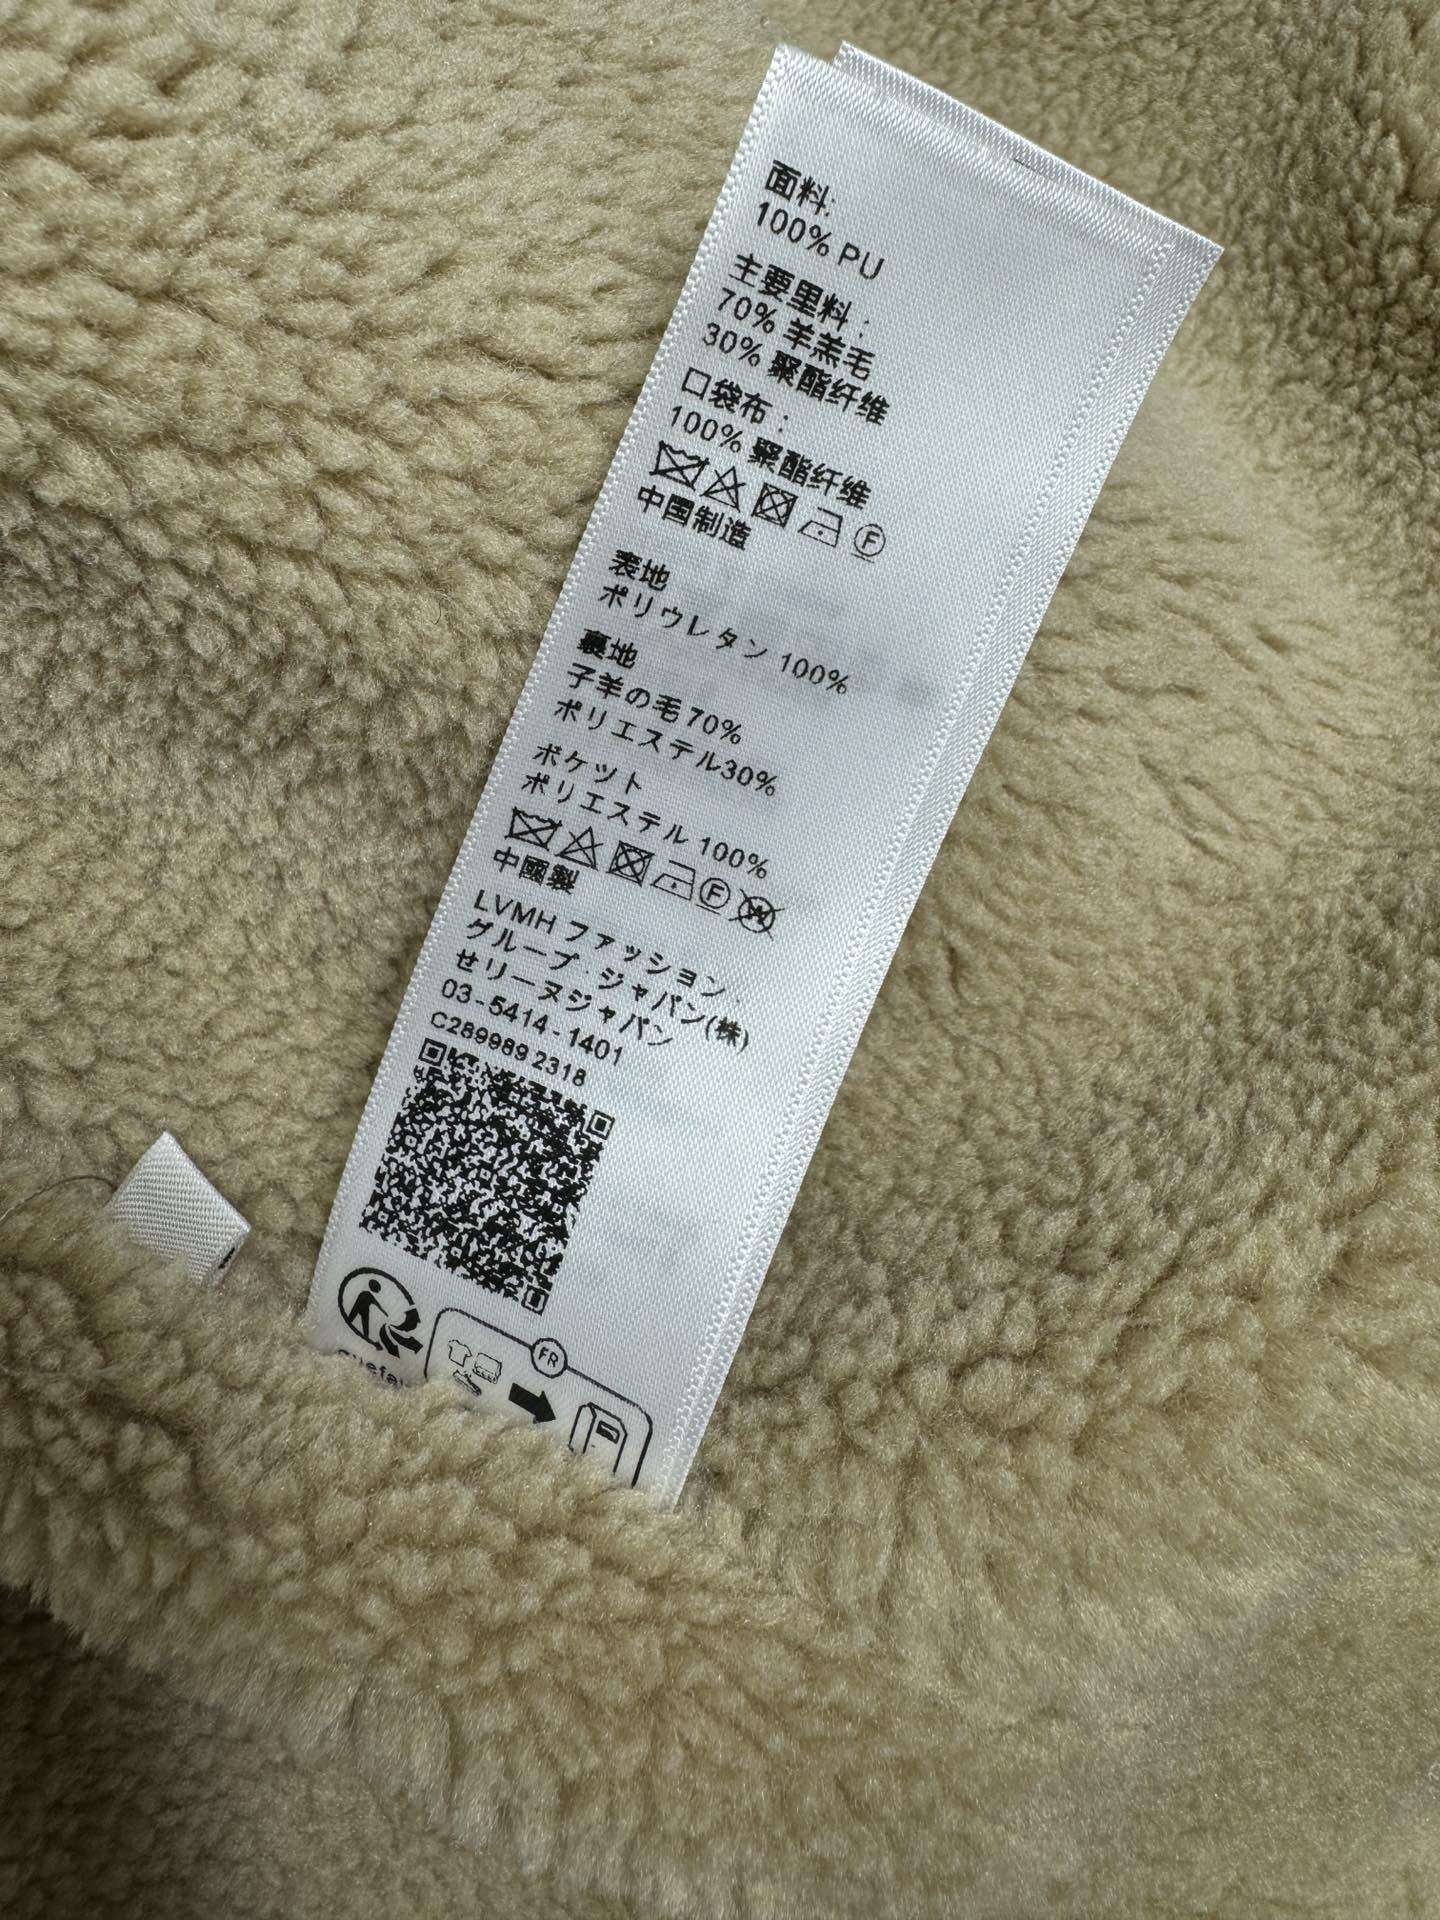 面料:
100% PU
主要里料：
70% 羊羔毛
30% 聚酯纤维
口袋布：
100% 聚酯纤维
F
中国制造
表地
ポリウレタン 100%
裏地
子羊の毛 70%
ポリエステル30%
ポケット
ポリエステル 100%
F W
中國製
LVMH ファッション.
グループ·ジャパン(株)
せリーヌジャパン
03-5414-1401
C289989 2318
FR